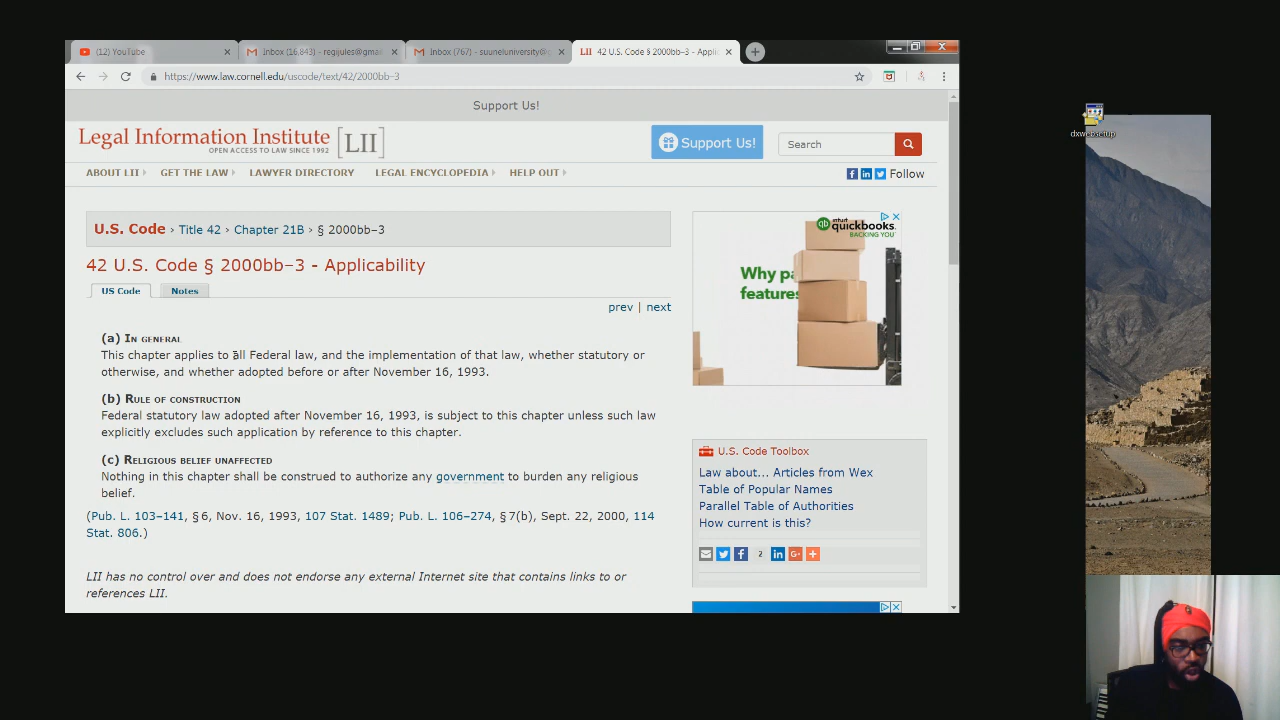 (12) YouTube
Inbox (16,843) - regijules@gmai
Inbox (767) - suuneluniversity@
LII 42 U.S. Code § 2000bb–3 - Applic
https://www.law.cornell.edu/uscode/text/42/2000bb-3
Support Us!
Legal Information Institute [LII]
OPEN ACCESS TO LAW SINCE 1992
Support Us!
Search
ABOUT LII
GET THE LAW
LAWYER DIRECTORY
LEGAL ENCYCLOPEDIA
HELP OUT
Follow
U.S. Code › Title 42 › Chapter 21B › § 2000bb–3
42 U.S. Code § 2000bb–3 - Applicability
US Code
Notes
prev | next
(a) In general
This chapter applies to all Federal law, and the implementation of that law, whether statutory or
otherwise, and whether adopted before or after November 16, 1993.
(b) Rule of construction
Federal statutory law adopted after November 16, 1993, is subject to this chapter unless such law
explicitly excludes such application by reference to this chapter.
(c) Religious belief unaffected
Nothing in this chapter shall be construed to authorize any government to burden any religious
belief.
(Pub. L. 103–141, § 6, Nov. 16, 1993, 107 Stat. 1489; Pub. L. 106–274, § 7(b), Sept. 22, 2000, 114
Stat. 806.)
LII has no control over and does not endorse any external Internet site that contains links to or
references LII.
intuit
quickbooks.
BACKING YOU
Why pa
features
U.S. Code Toolbox
Law about... Articles from Wex
Table of Popular Names
Parallel Table of Authorities
How current is this?
2
G+
dxwebsetup